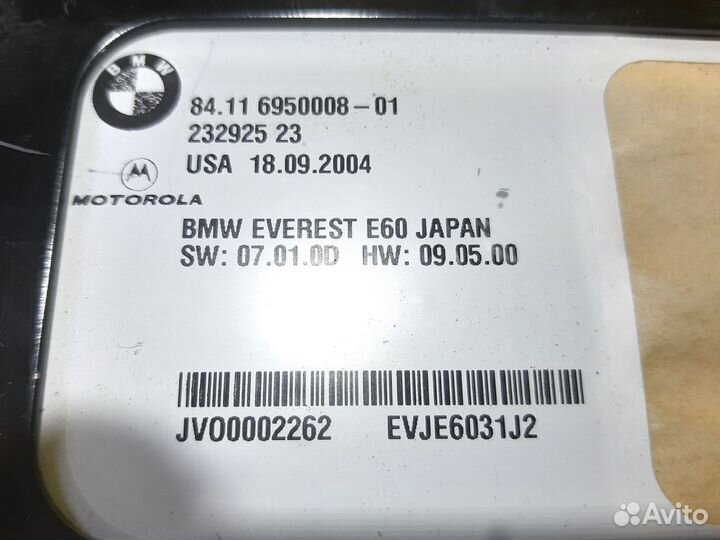 BMW
84.11 6950008-01
232925 23
USA 18.09.2004
MOTOROLA
BMW EVEREST E60 JAPAN
SW: 07.01.0D HW: 09.05.00
JV00002262 EVJE6031J2
Avito